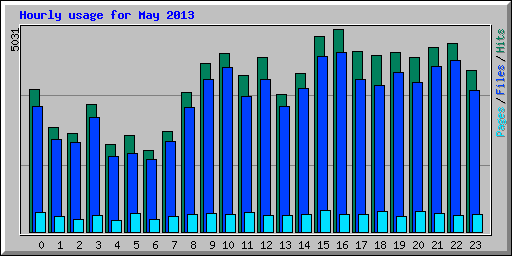 Hourly usage for May 2013
5031
Pages/Files/Hits
0 1 2 3 4 5 6 7 8 9 10 11 12 13 14 15 16 17 18 19 20 21 22 23